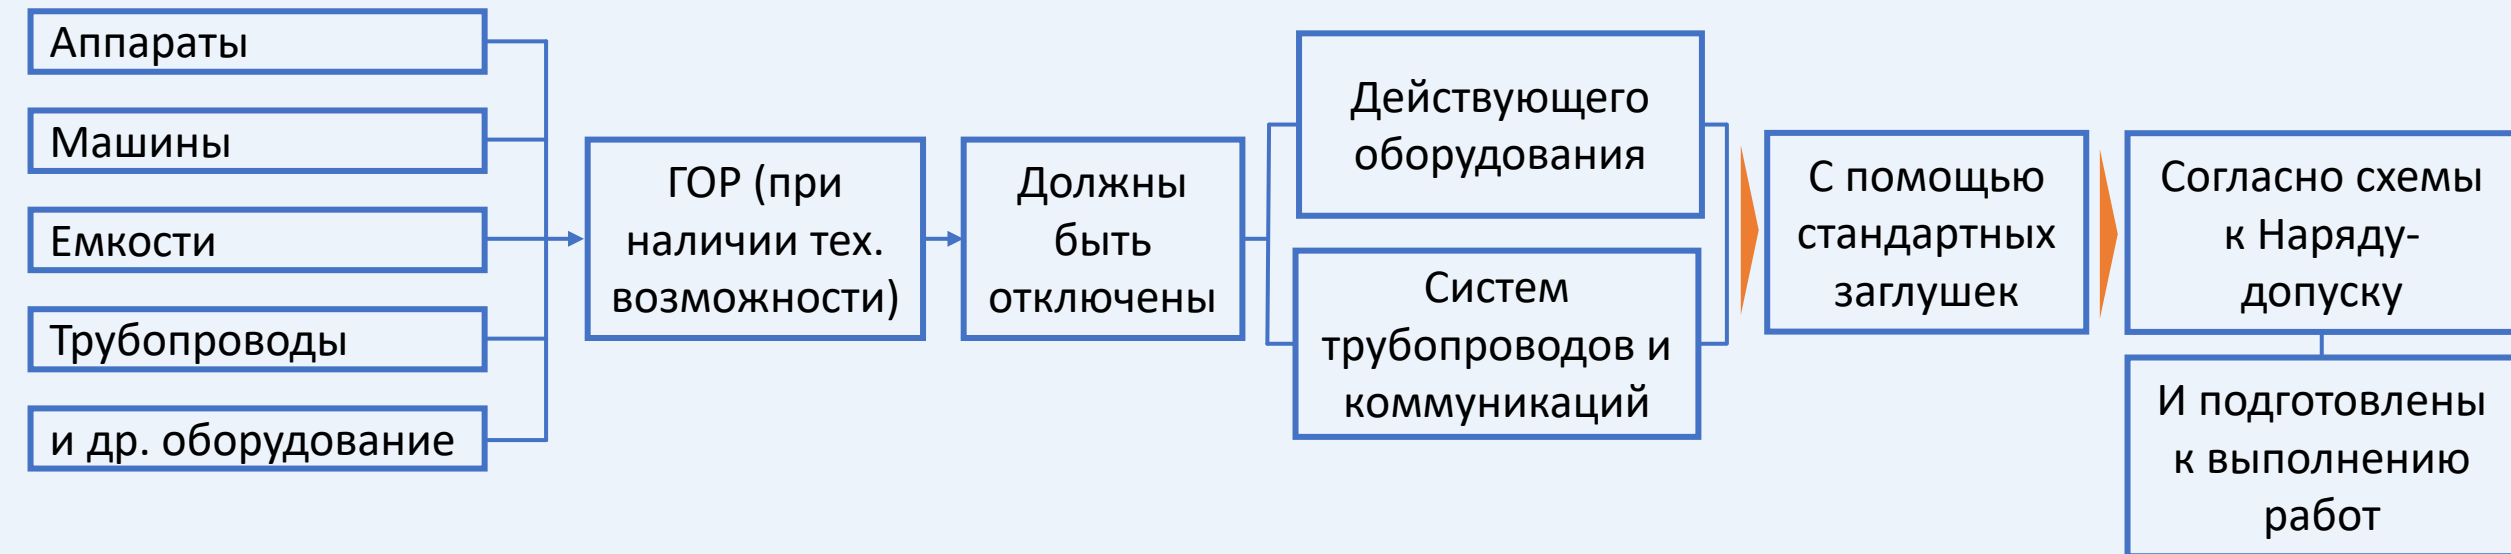 Аппараты
Машины
Емкости
Трубопроводы
и др. оборудование
ГОР (при
наличии тех.
возможности)
Должны
быть
отключены
Действующего
оборудования
Систем
трубопроводов и
коммуникаций
С помощью
стандартных
заглушек
Согласно схемы
к Наряду-
допуску
И подготовлены
к выполнению
работ